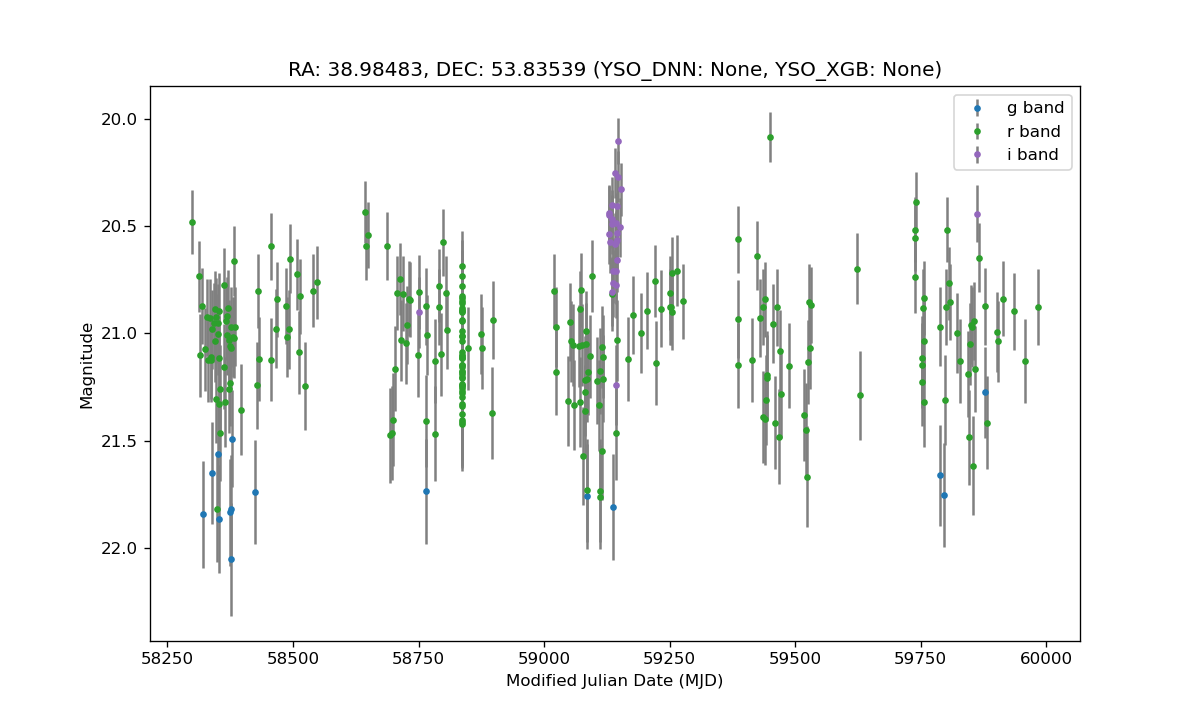 RA: 38.98483, DEC: 53.83539 (YSO_DNN: None, YSO_XGB: None)
g band
r band
i band
20.0
20.5
21.0
21.5
22.0
Magnitude
58250 58500 58750 59000 59250 59500 59750 60000
Modified Julian Date (MJD)